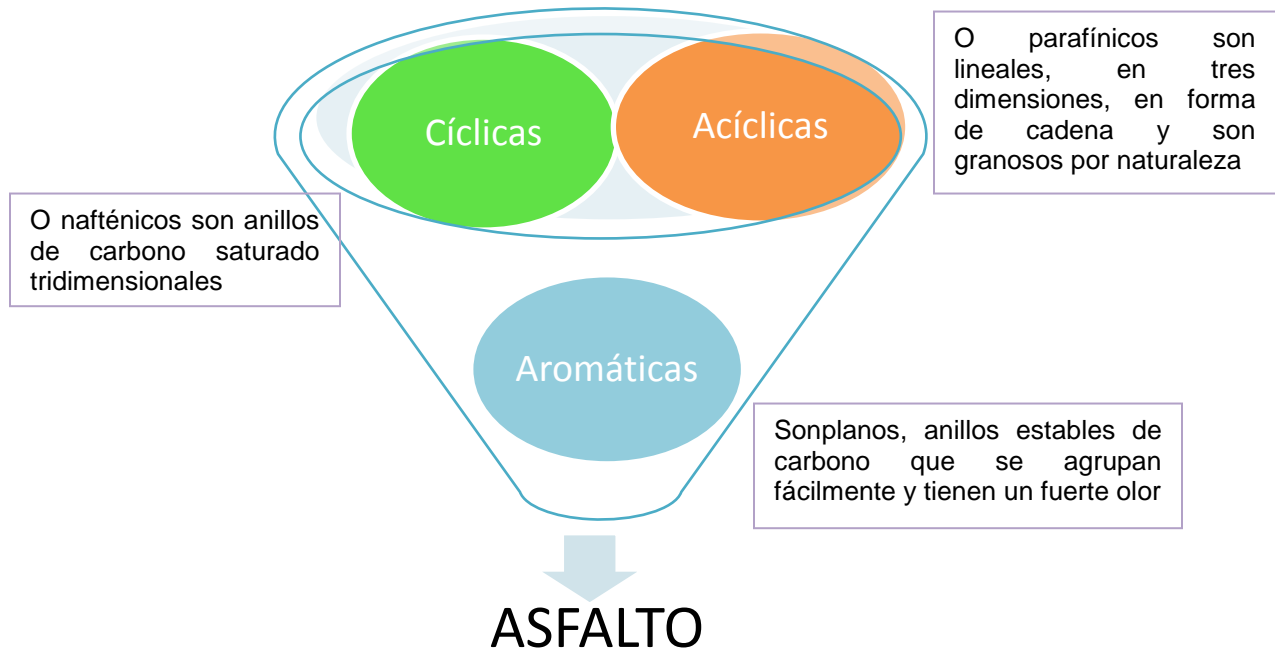 Cíclicas
Acíclicas
O parafínicos son
lineales, en tres
dimensiones, en forma
de cadena y son
granosos por naturaleza
O nafténicos son anillos
de carbono saturado
tridimensionales
Aromáticas
Sonplanos, anillos estables de
carbono que se agrupan
fácilmente y tienen un fuerte olor
ASFALTO